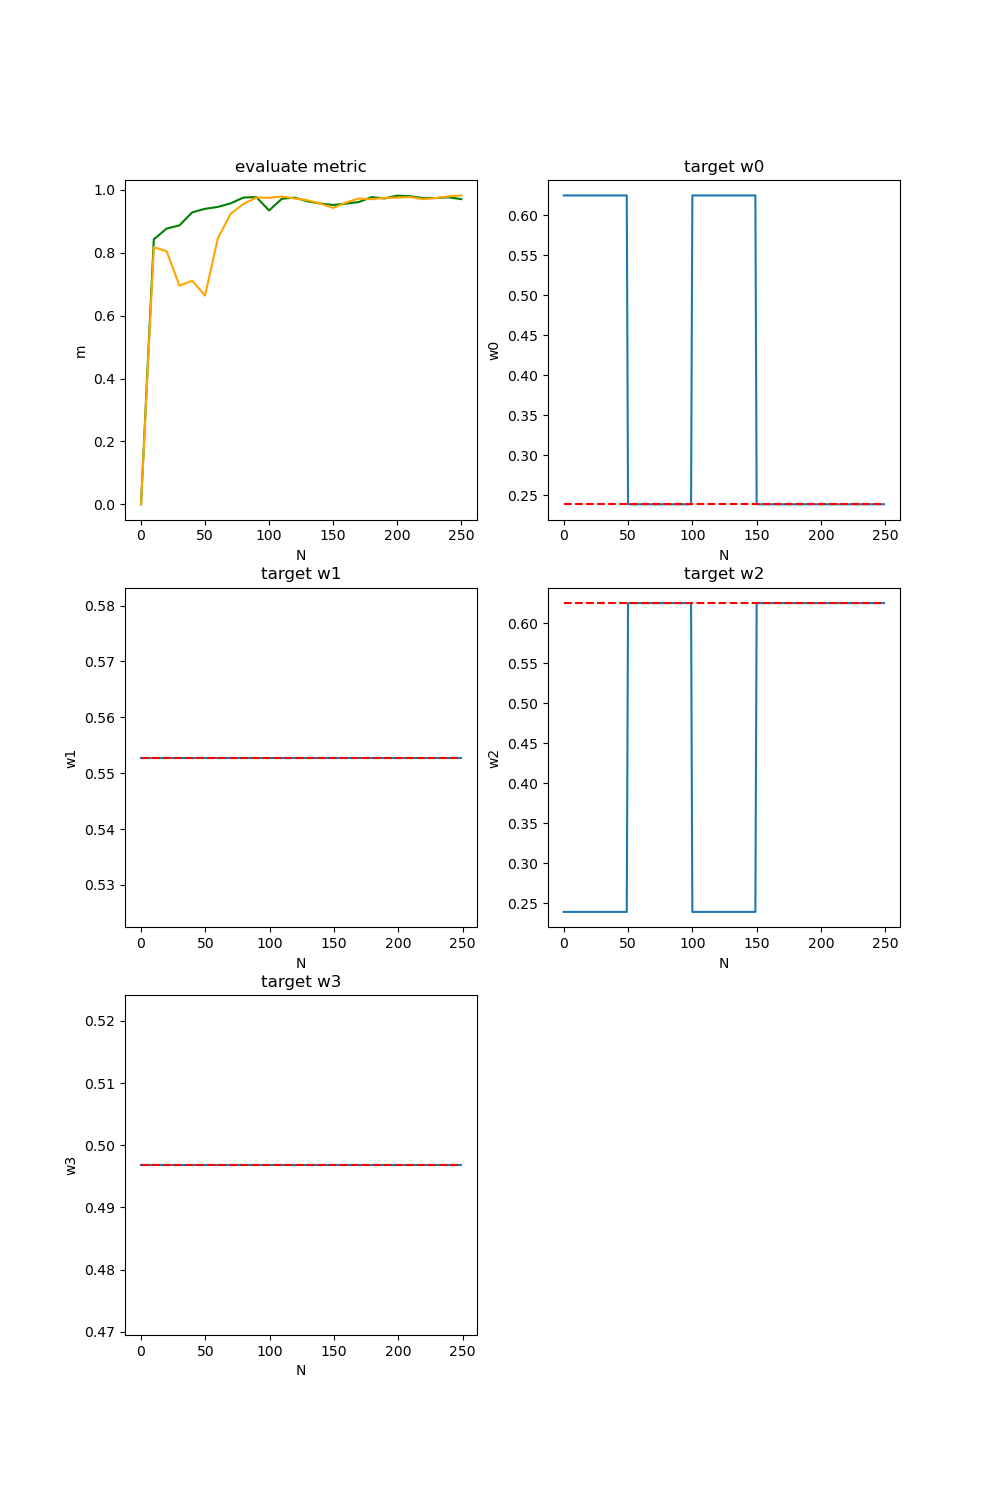 evaluate metric
1.0
0.8
0.6
0.4
0.2
0.0
m
0 50 100 150 200 250
N
target w0
0.60
0.55
0.50
0.45
0.40
0.35
0.30
0.25
w0
0 50 100 150 200 250
N
target w1
0.58
0.57
0.56
0.55
0.54
0.53
w1
0 50 100 150 200 250
N
target w2
0.60
0.55
0.50
0.45
0.40
0.35
0.30
0.25
w2
0 50 100 150 200 250
N
target w3
0.52
0.51
0.50
0.49
0.48
0.47
w3
0 50 100 150 200 250
N